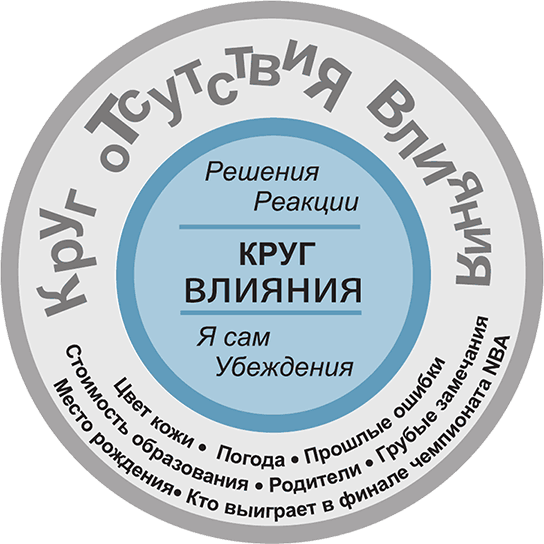 Круг отсутствия Влияния
Решения
Реакции
КРУГ
ВЛИЯНИЯ
Я сам
Убеждения
Цвет кожи • Погода • Прошлые ошибки
Стоимость образования • Родители • Грубые замечания
Место рождения• Кто выиграет в финале чемпионата NBA